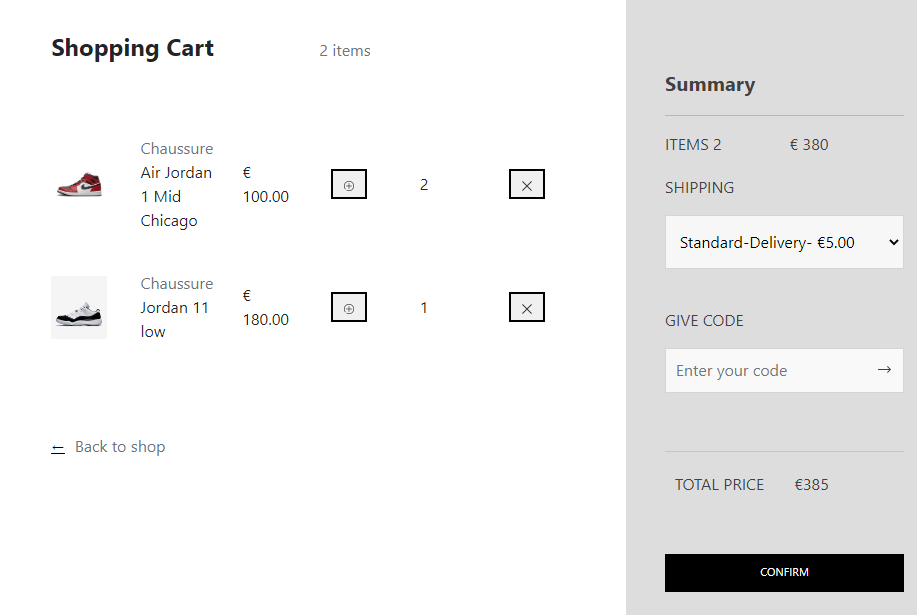 Shopping Cart
2 items
Chaussure
Air Jordan
1 Mid
Chicago
€
100.00
2
Chaussure
Jordan 11
low
€
180.00
1
← Back to shop
Summary
ITEMS 2
€ 380
SHIPPING
Standard-Delivery- €5.00
GIVE CODE
Enter your code →
TOTAL PRICE
€385
CONFIRM